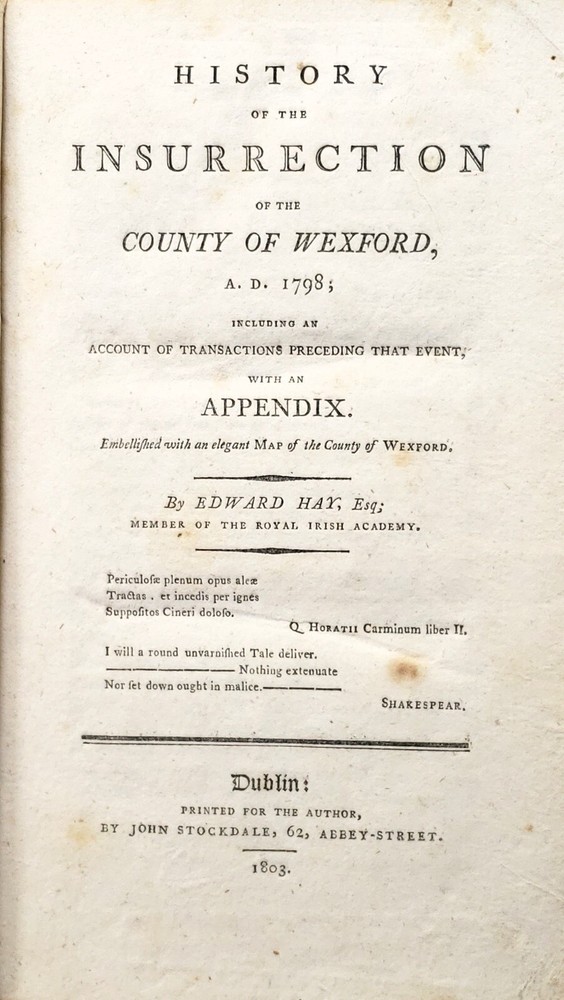 HISTORY
OF THE
INSURRECTION
OF THE
COUNTY OF WEXFORD,
A. D. 1798;
INCLUDING AN
ACCOUNT OF TRANSACTIONS PRECEDING THAT EVENT,
WITH AN
APPENDIX.
Embelliſhed with an elegant MAP of the County of WEXFORD.
By EDWARD HAY, Esq;
MEMBER OF THE ROYAL IRISH ACADEMY.
Periculoſæ plenum opus aleæ
Tractas . et incedis per ignes
Suppoſitos Cineri doloſo.
Q. HORATII Carminum liber II.
I will a round unvarniſhed Tale deliver.
——————— Nothing extenuate
Nor ſet down ought in malice.————
SHAKESPEAR.
Dublin:
PRINTED FOR THE AUTHOR,
BY JOHN STOCKDALE, 62, ABBEY-STREET.
1803.